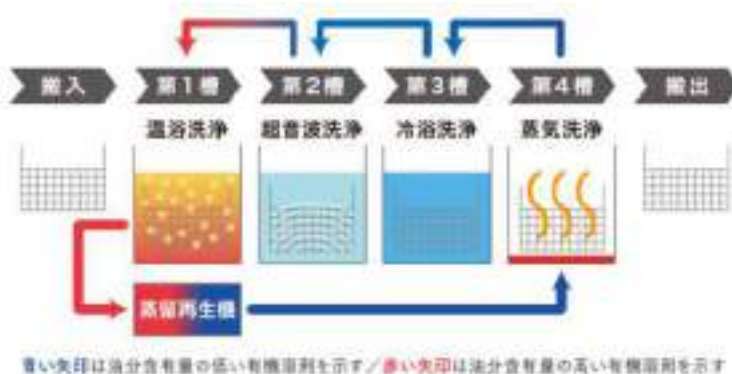 搬入 第1槽 第2槽 第3槽 第4槽 搬出
温浴洗浄 超音波洗浄 冷浴洗浄 蒸気洗浄
蒸留再生機
青い矢印は油分含有量の低い有機溶剤を示す／赤い矢印は油分含有量の高い有機溶剤を示す